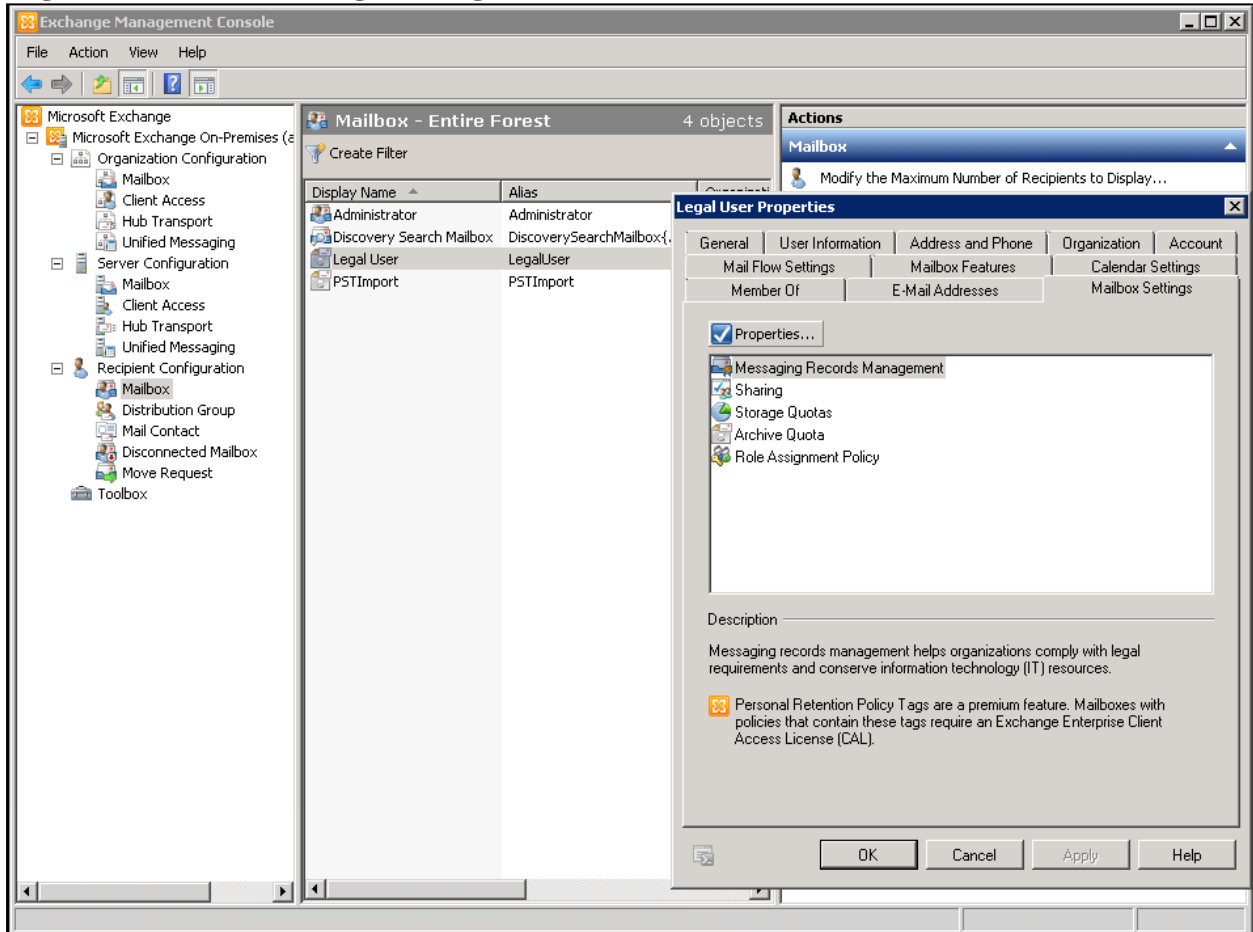 Exchange Management Console
File Action View Help
Microsoft Exchange
Microsoft Exchange On-Premises (a
Organization Configuration
Mailbox
Client Access
Hub Transport
Unified Messaging
Server Configuration
Mailbox
Client Access
Hub Transport
Unified Messaging
Recipient Configuration
Mailbox
Distribution Group
Mail Contact
Disconnected Mailbox
Move Request
Toolbox
Mailbox - Entire Forest 4 objects
Create Filter
Display Name Alias
Administrator Administrator
Discovery Search Mailbox DiscoverySearchMailbox{.
Legal User LegalUser
PSTImport PSTImport
Actions
Mailbox
Modify the Maximum Number of Recipients to Display...
Legal User Properties
General User Information Address and Phone Organization Account
Mail Flow Settings Mailbox Features Calendar Settings
Member Of E-Mail Addresses Mailbox Settings
Properties...
Messaging Records Management
Sharing
Storage Quotas
Archive Quota
Role Assignment Policy
Description
Messaging records management helps organizations comply with legal
requirements and conserve information technology (IT) resources.
Personal Retention Policy Tags are a premium feature. Mailboxes with
policies that contain these tags require an Exchange Enterprise Client
Access License (CAL).
OK Cancel Apply Help